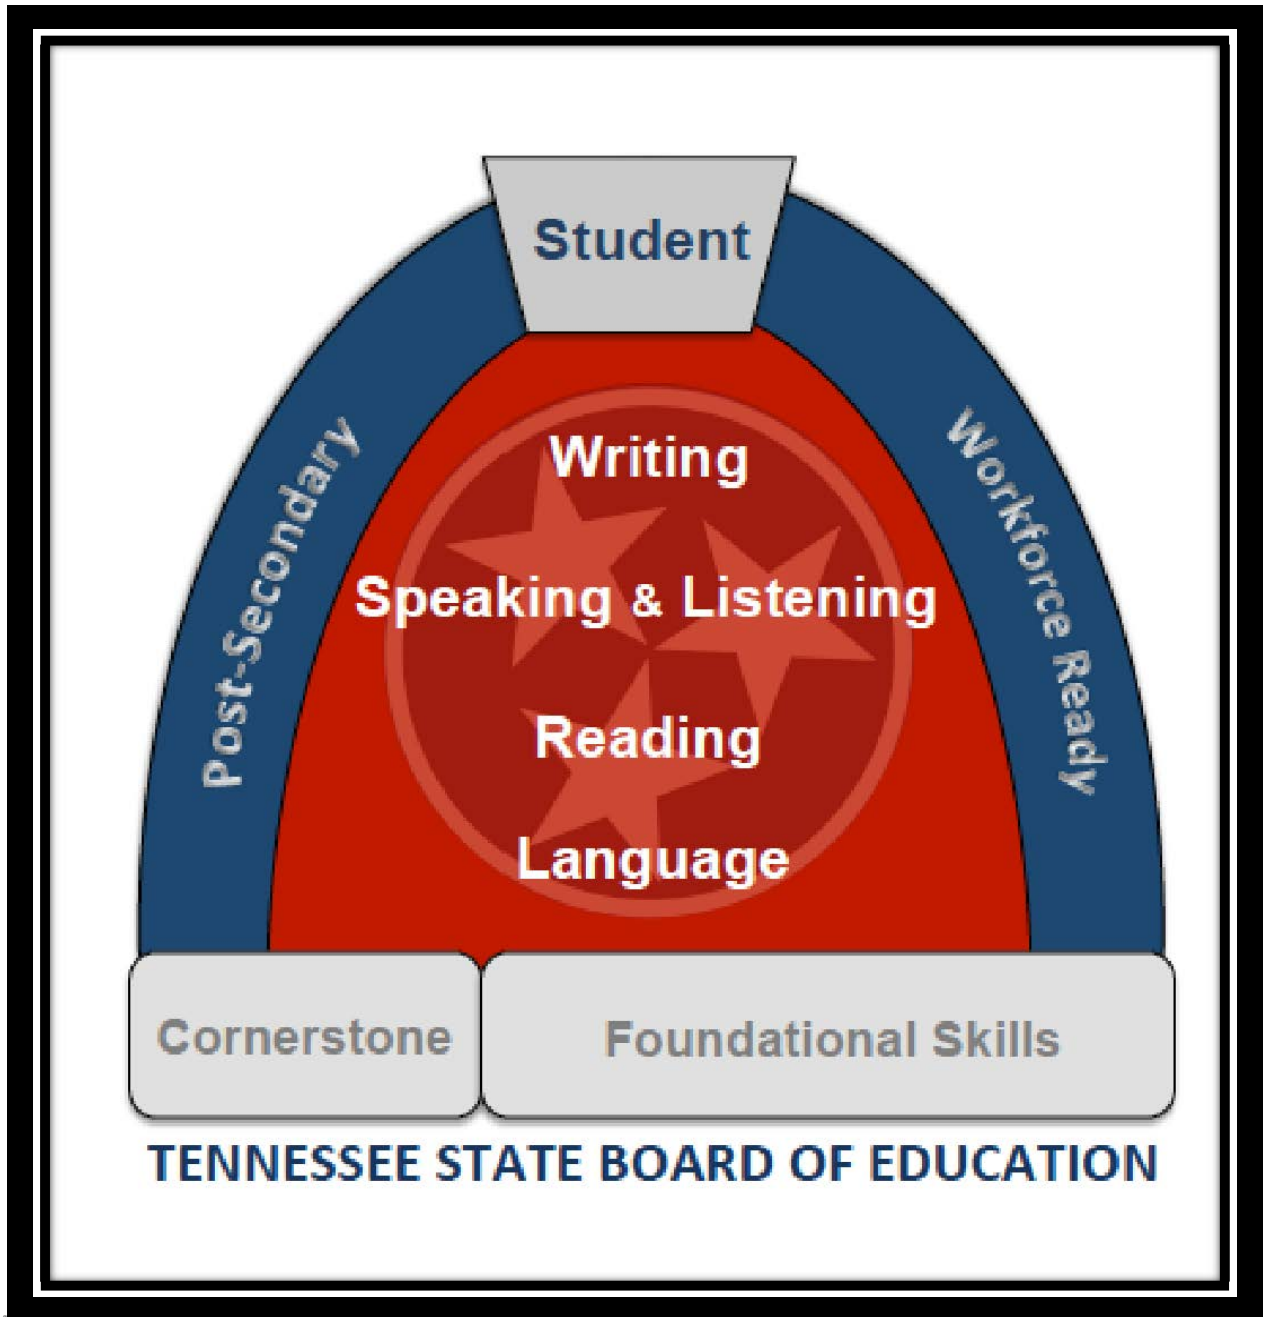 Student
Post-Secondary
Workforce Ready
Writing
Speaking & Listening
Reading
Language
Cornerstone
Foundational Skills
TENNESSEE STATE BOARD OF EDUCATION